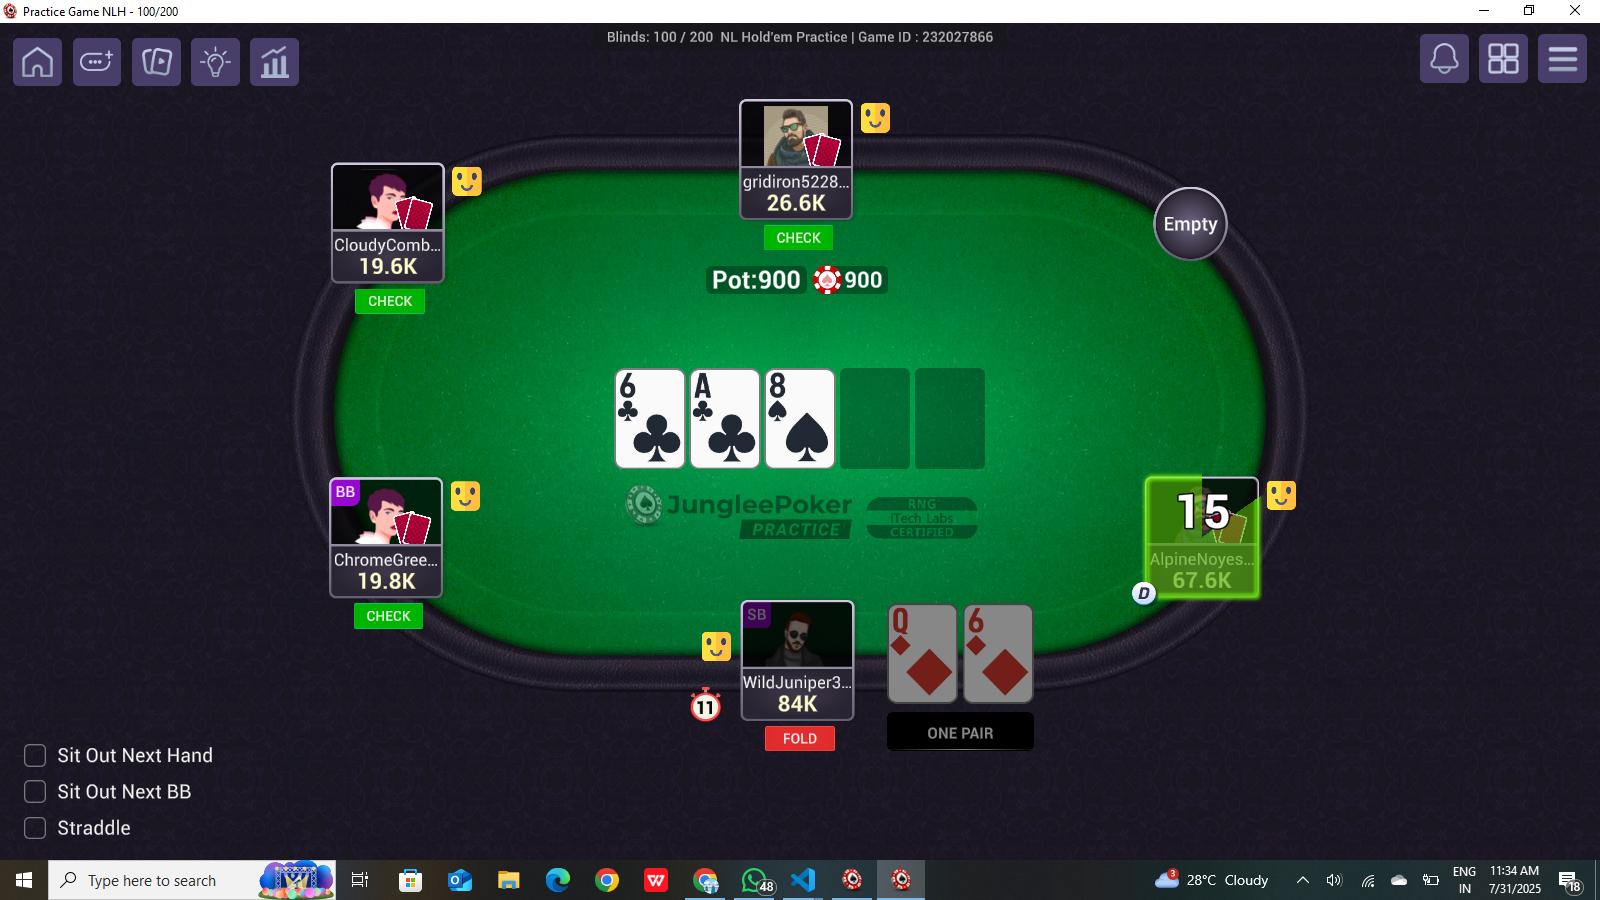 Practice Game NLH - 100/200
Blinds: 100 / 200 NL Hold'em Practice | Game ID : 232027866
gridiron5228...
26.6K
CHECK
CloudyComb...
19.6K
CHECK
Empty
Pot:900
900
6
A
8
JungleePoker
PRACTICE
RNG
iTech Labs
CERTIFIED
BB
ChromeGree...
19.8K
CHECK
15
AlpineNoyes...
67.6K
D
SB
WildJuniper3...
84K
FOLD
11
Q
6
ONE PAIR
Sit Out Next Hand
Sit Out Next BB
Straddle
Type here to search
48
3
28°C Cloudy
ENG
IN
11:34 AM
7/31/2025
18